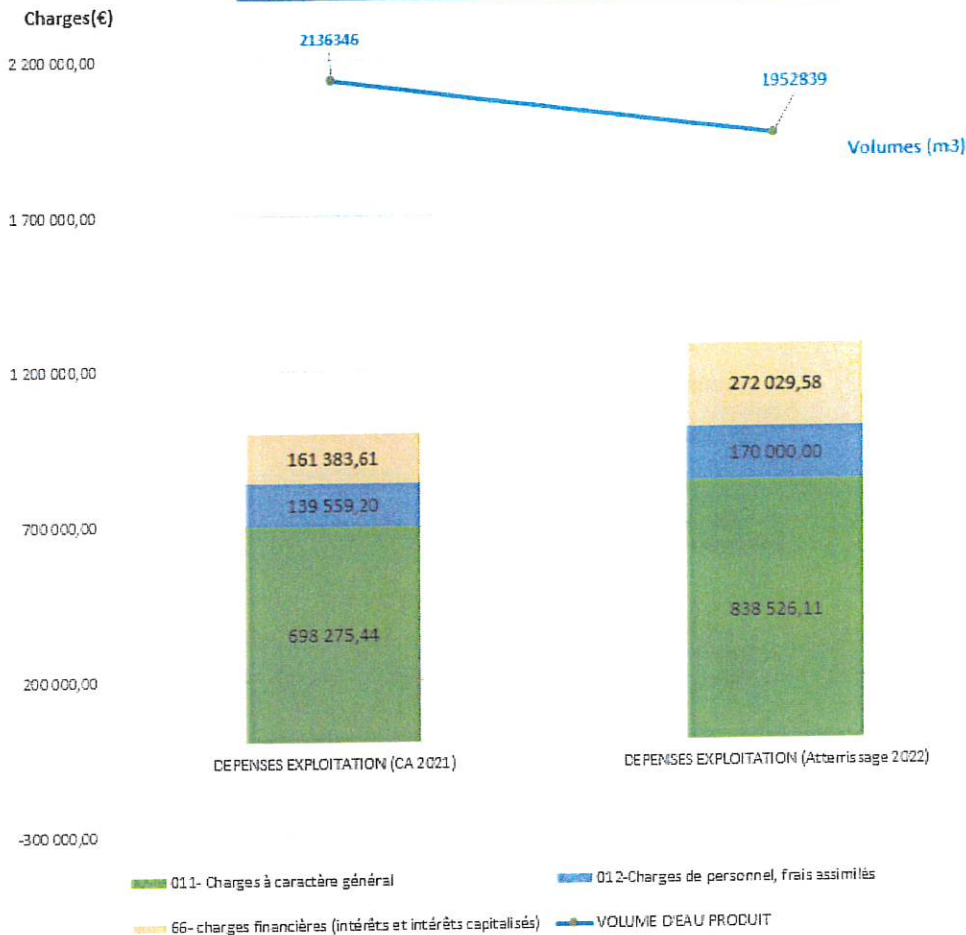 Charges(€)
2136346
2 200 000,00
1952839
Volumes (m3)
1 700 000,00
1 200 000,00
272 029,58
161 383,61
170 000,00
139 559,20
700 000,00
838 526,11
698 275,44
200 000,00
DEPENSES EXPLOITATION (CA 2021)
DEPENSES EXPLOITATION (Atterrissage 2022)
-300 000,00
011- Charges à caractère général
012-Charges de personnel, frais assimilés
66- charges financières (intérêts et intérêts capitalisés)
VOLUME D'EAU PRODUIT